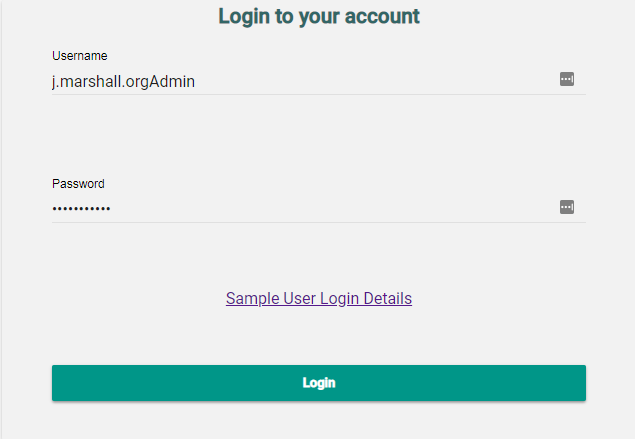 Login to your account
Username
j.marshall.orgAdmin
Password
•••••••••••
Sample User Login Details
Login